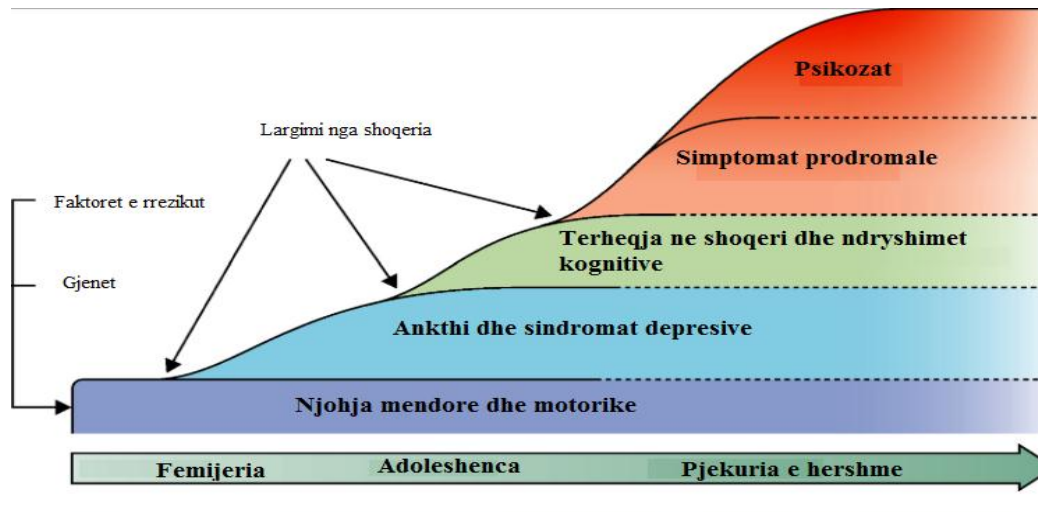 Psikozat
Largimi nga shoqeria
Simptomat prodromale
Faktoret e rrezikut
Terheqja ne shoqeri dhe ndryshimet
kognitive
Gjenet
Ankthi dhe sindromat depresive
Njohja mendore dhe motorike
Femijeria
Adoleshenca
Pjekuria e hershme